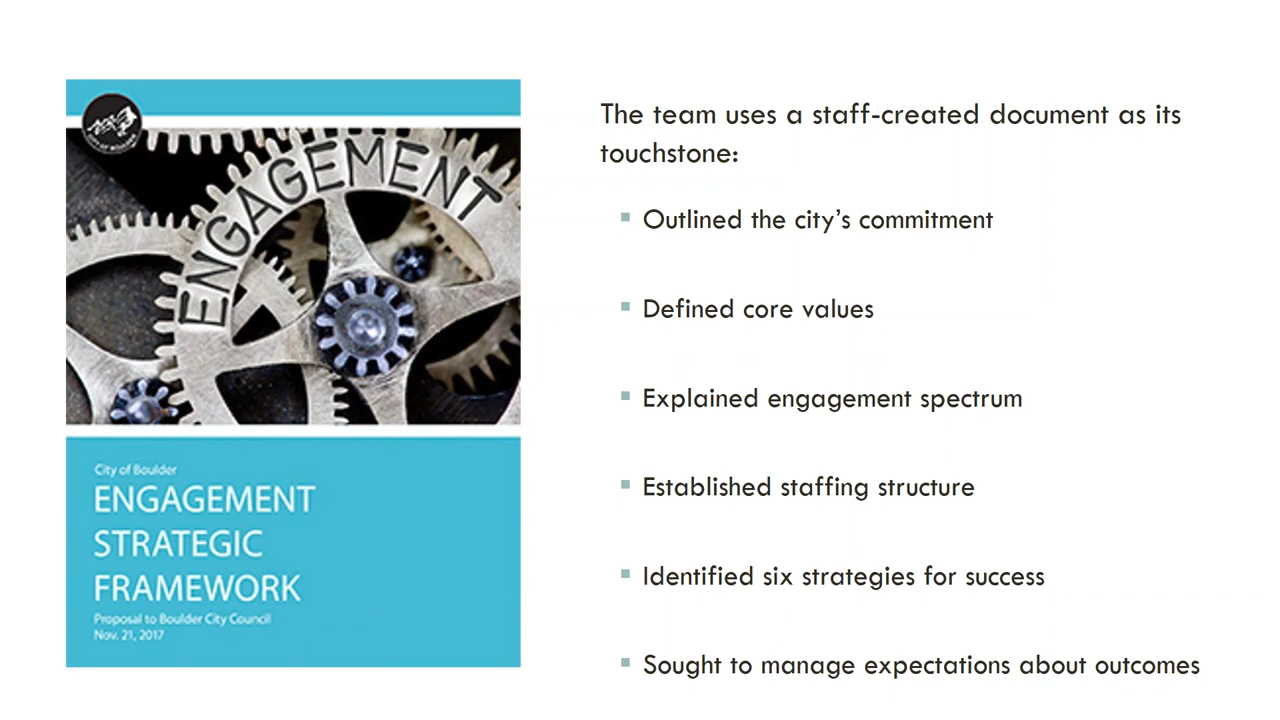 ENGAGEMENT
City of Boulder
ENGAGEMENT
STRATEGIC
FRAMEWORK
Proposal to Boulder City Council
Nov. 21, 2017
The team uses a staff-created document as its
touchstone:
Outlined the city’s commitment
Defined core values
Explained engagement spectrum
Established staffing structure
Identified six strategies for success
Sought to manage expectations about outcomes